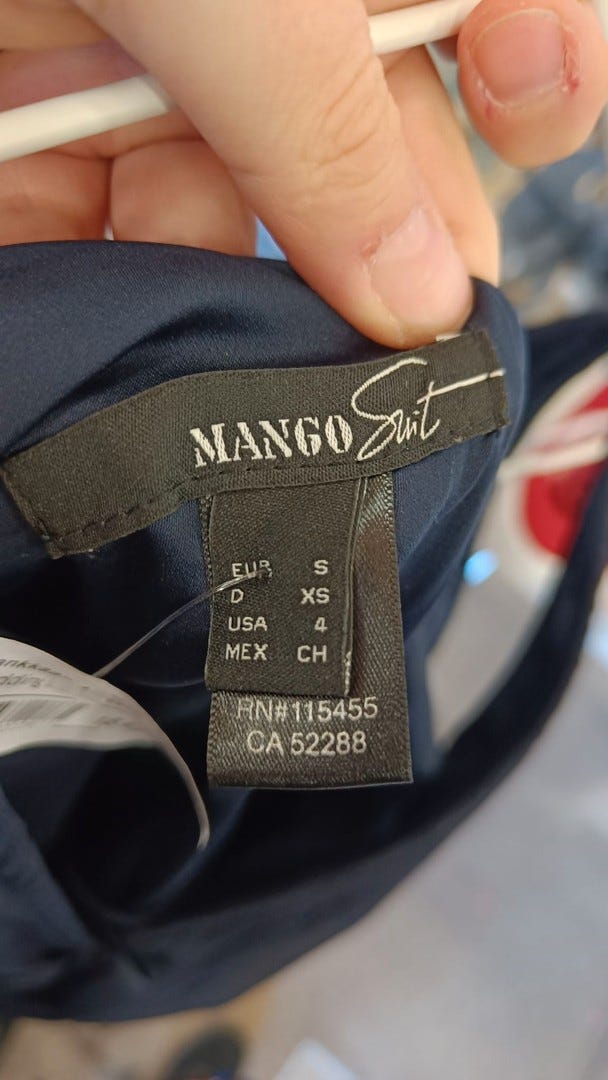 MANGO Suit
EUR S
D XS
USA 4
MEX CH
RN#115455
CA 52288